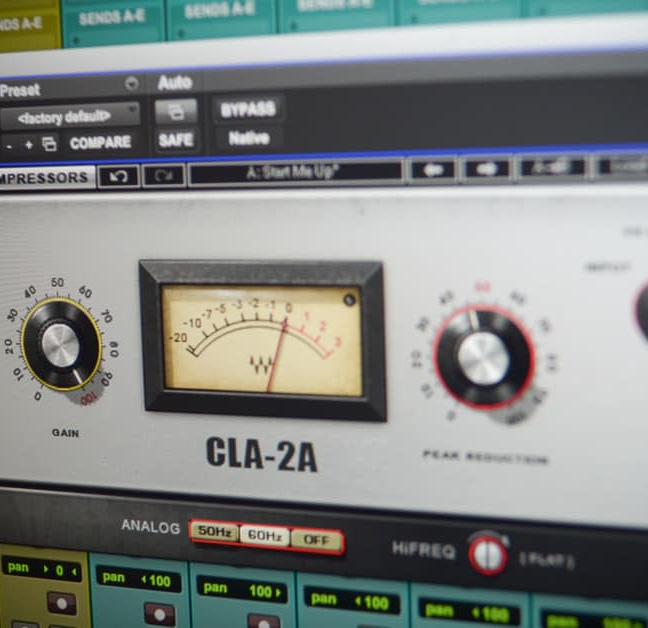 SENDS A-E
SENDS A-E
SENDS A-E
Preset
Auto
<factory default>
BYPASS
- + COMPARE
SAFE
Native
MPRESSORS
A: Start Me Up*
0 10 20 30 40 50 60 70 80 90 100
GAIN
-20 -10 -7 -5 -3 -2 -1 0 1 2 3
W
CLA-2A
PEAK REDUCTION
INPUT
ANALOG
50Hz
60Hz
OFF
HiFREQ
[FLAT]
pan 0
pan 100
pan 100
pan 100
pan 100